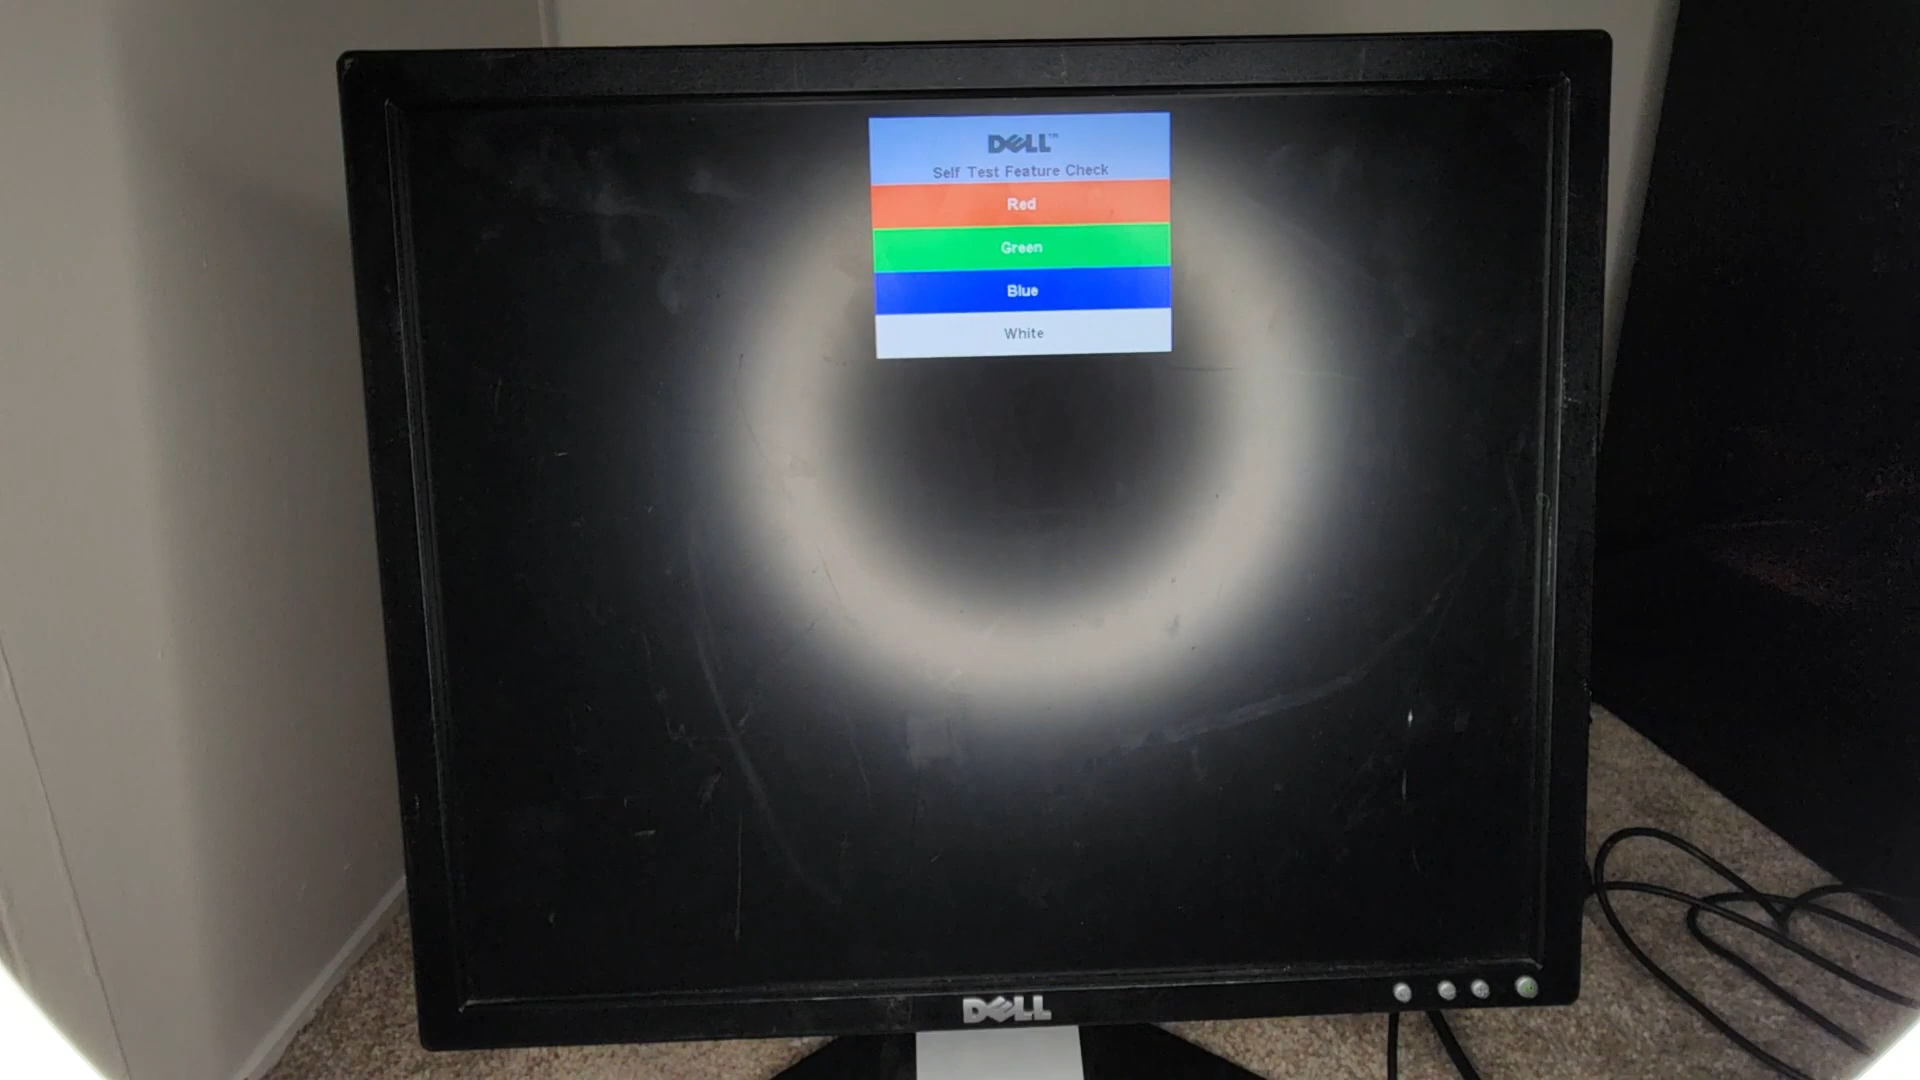 DELL™
Self Test Feature Check
Red
Green
Blue
White
DELL